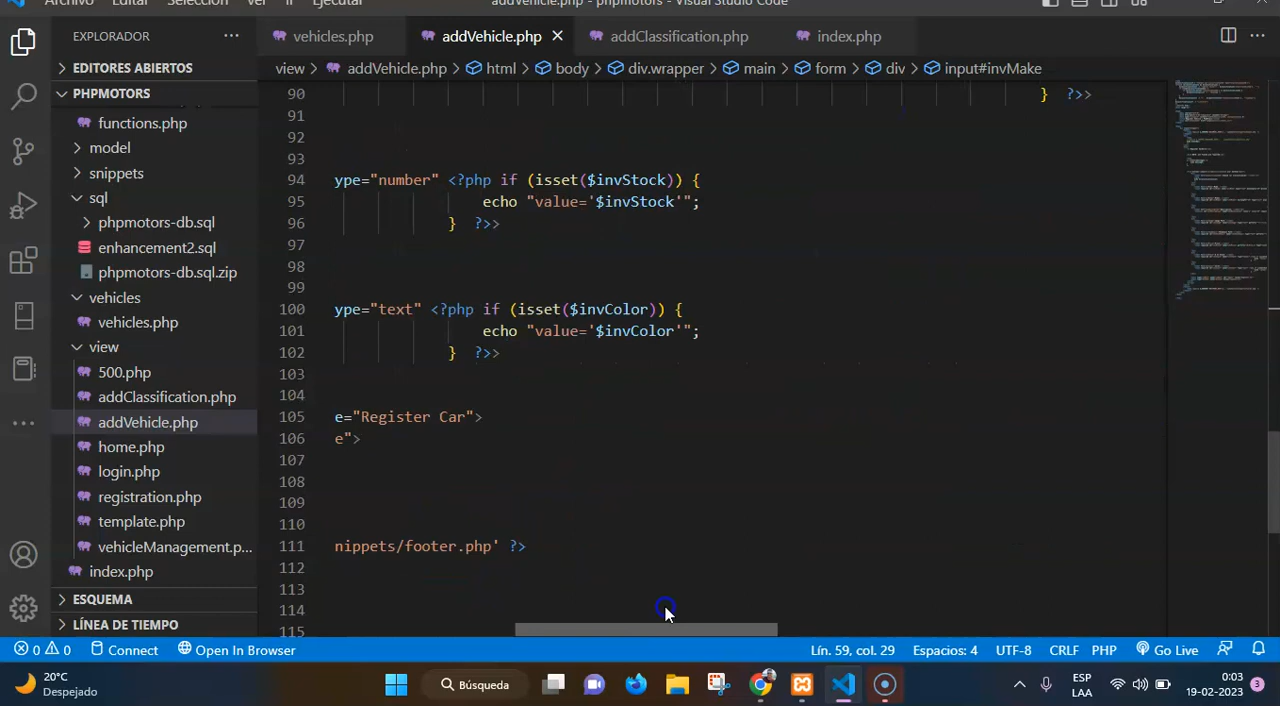 Archivo Editar Selección Ver Ir Ejecutar
addVehicle.php - phpmotors - Visual Studio Code
EXPLORADOR ···
vehicles.php addVehicle.php × addClassification.php index.php ···
EDITORES ABIERTOS
view > addVehicle.php > html > body > div.wrapper > main > form > div > input#invMake
PHPMOTORS
functions.php
model
snippets
sql
phpmotors-db.sql
enhancement2.sql
phpmotors-db.sql.zip
vehicles
vehicles.php
view
500.php
addClassification.php
addVehicle.php
home.php
login.php
registration.php
template.php
vehicleManagement.p...
index.php
ESQUEMA
LÍNEA DE TIEMPO
90 } ?>>
91
92
93
94 ype="number" <?php if (isset($invStock)) {
95 echo "value='$invStock'";
96 } ?>>
97
98
99
100 ype="text" <?php if (isset($invColor)) {
101 echo "value='$invColor'";
102 } ?>>
103
104
105 e="Register Car">
106 e">
107
108
109
110
111 nippets/footer.php' ?>
112
113
114
115
0 0 Connect Open In Browser Lín. 59, col. 29 Espacios: 4 UTF-8 CRLF PHP Go Live
20°C
Despejado
Búsqueda
ESP
LAA
0:03
19-02-2023
3